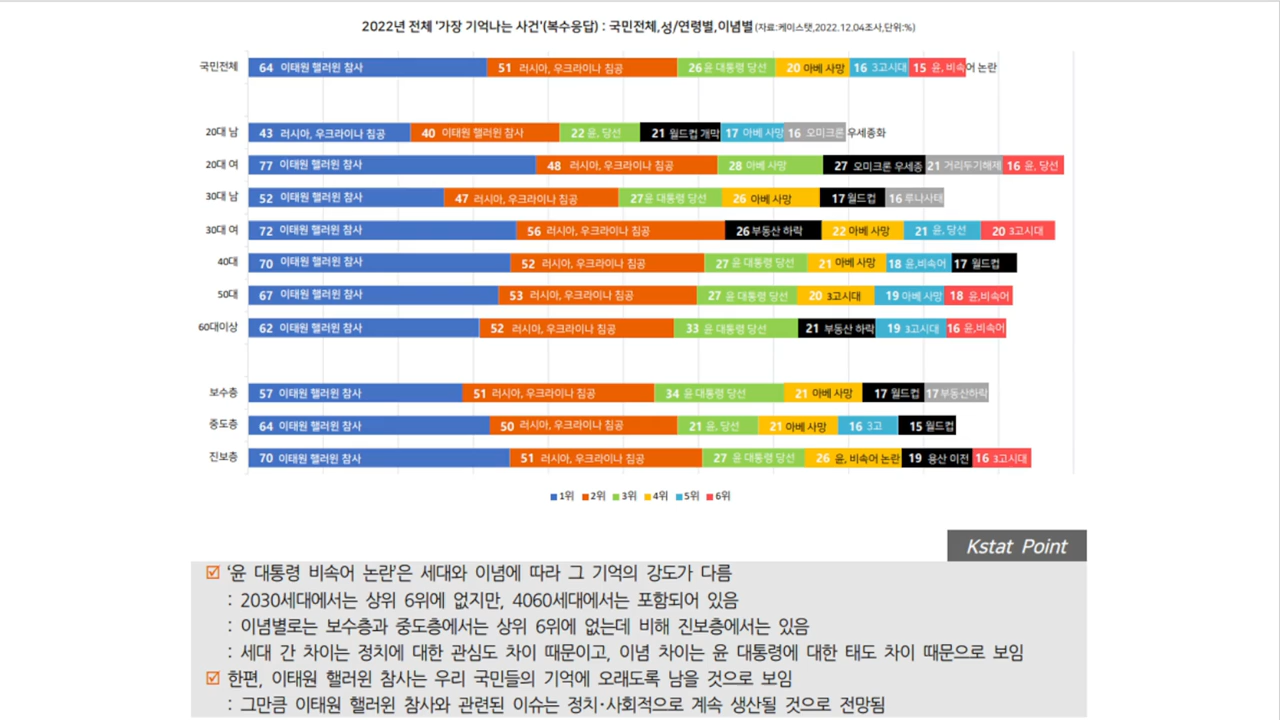 2022년 전체 '가장 기억나는 사건'(복수응답) : 국민전체,성/연령별,이념별(자료:케이스탯,2022.12.04조사,단위:%)
국민전체 64 이태원 핼러윈 참사 51 러시아, 우크라이나 침공 26 윤 대통령 당선 20 아베 사망 16 3고시대 15 윤, 비속어 논란
20대 남 43 러시아, 우크라이나 침공 40 이태원 핼러윈 참사 22 윤, 당선 21 월드컵 개막 17 아베 사망 16 오미크론 우세종화
20대 여 77 이태원 핼러윈 참사 48 러시아, 우크라이나 침공 28 아베 사망 27 오미크론 우세종 21 거리두기해제 16 윤, 당선
30대 남 52 이태원 핼러윈 참사 47 러시아, 우크라이나 침공 27윤 대통령 당선 26 아베 사망 17 월드컵 16 루나사태
30대 여 72 이태원 핼러윈 참사 56 러시아, 우크라이나 침공 26 부동산 하락 22 아베 사망 21 윤, 당선 20 3고시대
40대 70 이태원 핼러윈 참사 52 러시아, 우크라이나 침공 27 윤 대통령 당선 21 아베 사망 18 윤,비속어 17 월드컵
50대 67 이태원 핼러윈 참사 53 러시아, 우크라이나 침공 27 윤 대통령 당선 20 3고시대 19 아베 사망 18 윤,비속어
60대이상 62 이태원 핼러윈 참사 52 러시아, 우크라이나 침공 33 윤 대통령 당선 21 부동산 하락 19 3고시대 16 윤,비속어
보수층 57 이태원 핼러윈 참사 51 러시아, 우크라이나 침공 34 윤 대통령 당선 21 아베 사망 17 월드컵 17 부동산하락
중도층 64 이태원 핼러윈 참사 50 러시아, 우크라이나 침공 21 윤, 당선 21 아베 사망 16 3고 15 월드컵
진보층 70 이태원 핼러윈 참사 51 러시아, 우크라이나 침공 27 윤 대통령 당선 26 윤, 비속어 논란 19 용산 이전 16 3고시대
1위 2위 3위 4위 5위 6위
Kstat Point
☑ '윤 대통령 비속어 논란'은 세대와 이념에 따라 그 기억의 강도가 다름
: 2030세대에서는 상위 6위에 없지만, 4060세대에서는 포함되어 있음
: 이념별로는 보수층과 중도층에서는 상위 6위에 없는데 비해 진보층에서는 있음
: 세대 간 차이는 정치에 대한 관심도 차이 때문이고, 이념 차이는 윤 대통령에 대한 태도 차이 때문으로 보임
☑ 한편, 이태원 핼러윈 참사는 우리 국민들의 기억에 오래도록 남을 것으로 보임
: 그만큼 이태원 핼러윈 참사와 관련된 이슈는 정치·사회적으로 계속 생산될 것으로 전망됨